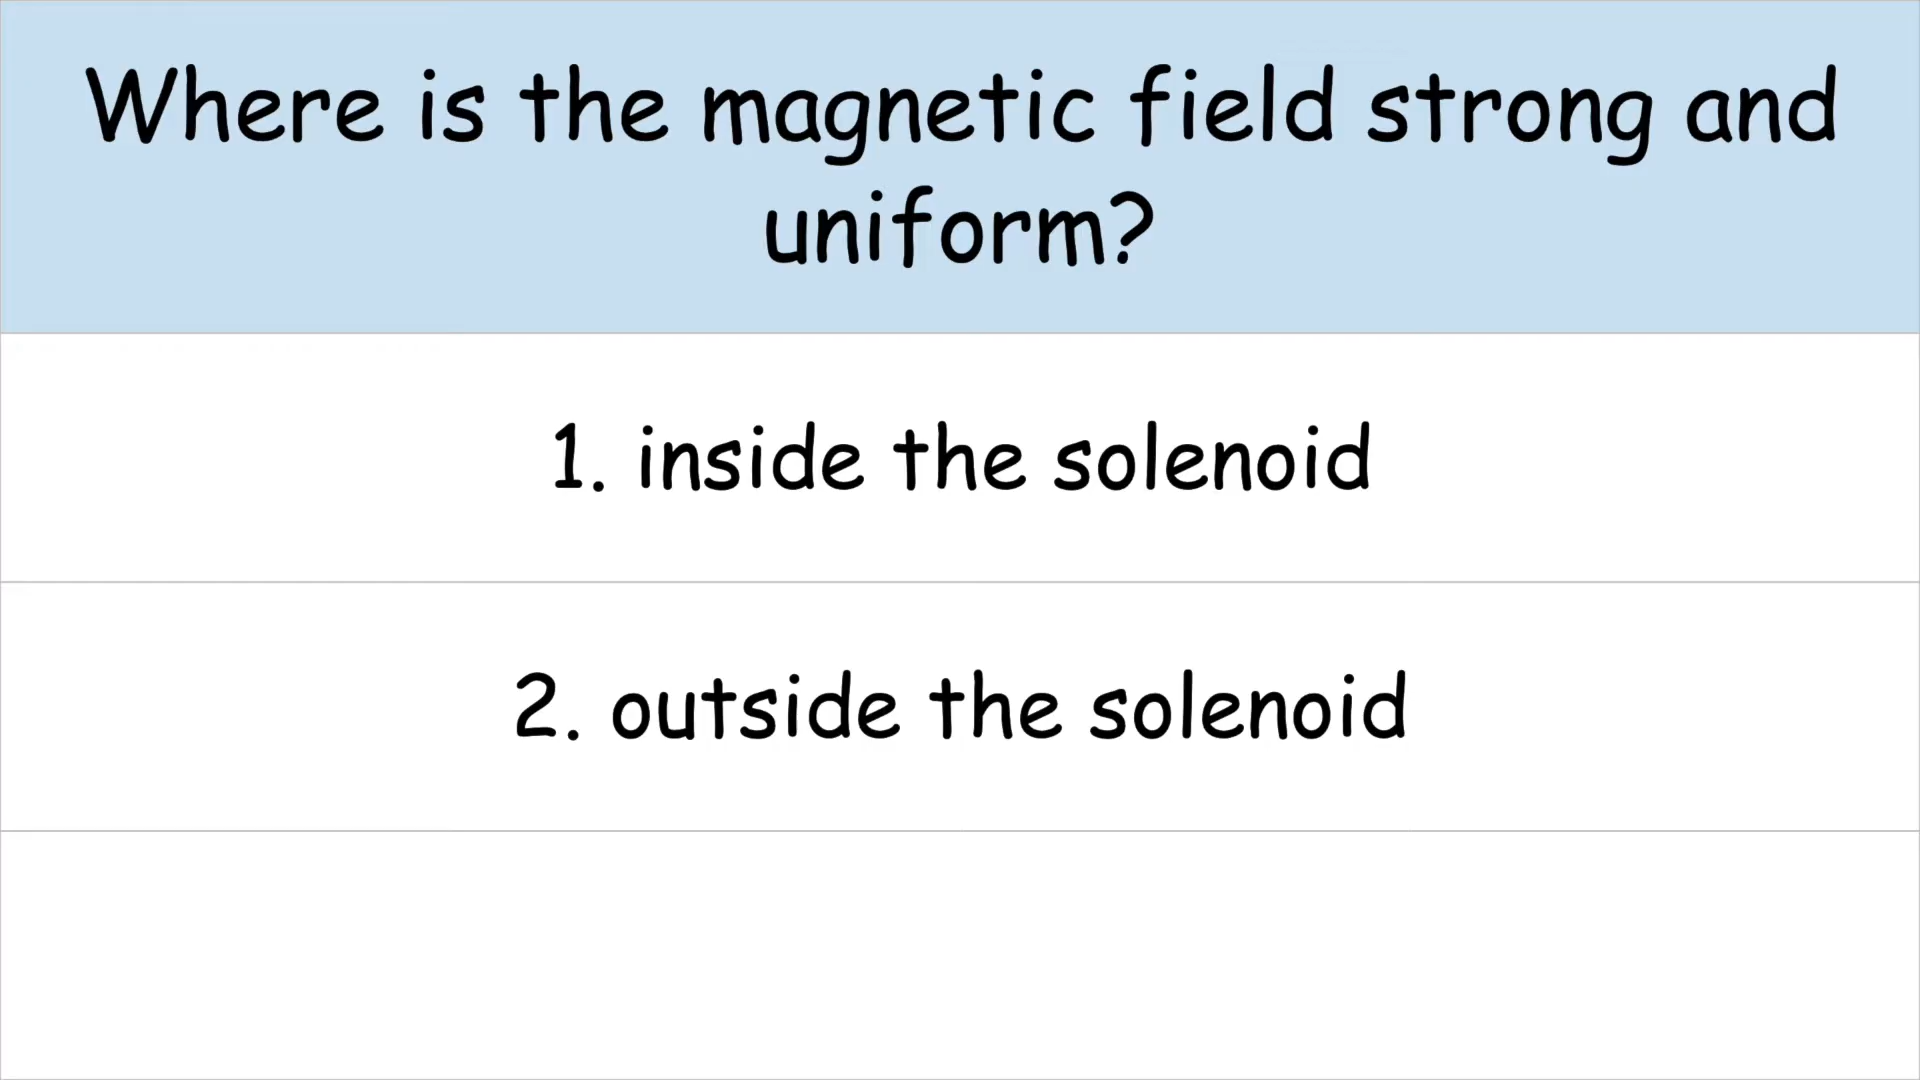 Where is the magnetic field strong and
uniform?
1. inside the solenoid
2. outside the solenoid